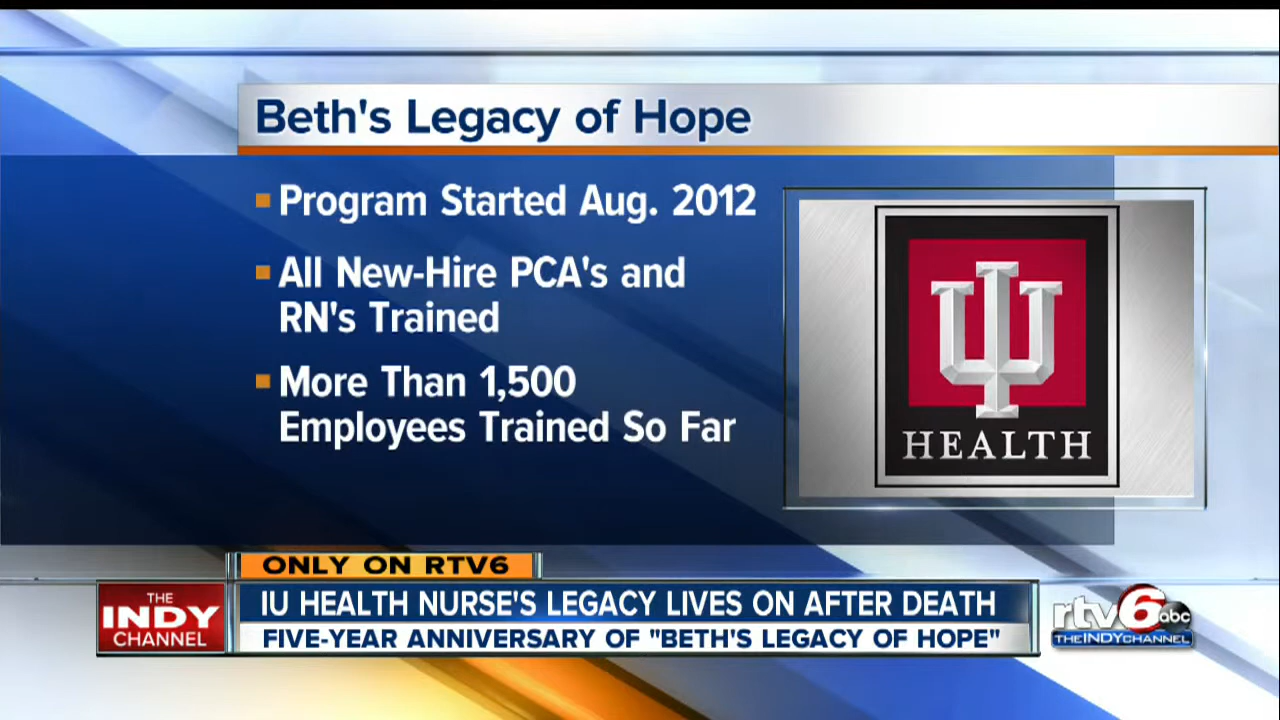 Beth's Legacy of Hope
Program Started Aug. 2012
All New-Hire PCA's and
RN's Trained
More Than 1,500
Employees Trained So Far
HEALTH
ONLY ON RTV6
THE
INDY
CHANNEL
IU HEALTH NURSE'S LEGACY LIVES ON AFTER DEATH
FIVE-YEAR ANNIVERSARY OF "BETH'S LEGACY OF HOPE"
rtv6 abc
THEINDYCHANNEL